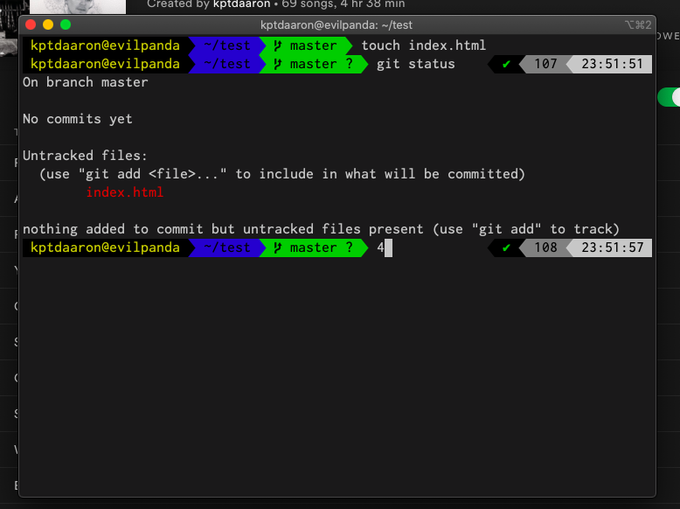 Created by kptdaaron • 69 songs, 4 hr 38 min
kptdaaron@evilpanda: ~/test ⌥⌘2
kptdaaron@evilpanda ~/test master touch index.html
kptdaaron@evilpanda ~/test master ? git status ✔ 107 23:51:51
On branch master
No commits yet
Untracked files:
(use "git add <file>..." to include in what will be committed)
index.html
nothing added to commit but untracked files present (use "git add" to track)
kptdaaron@evilpanda ~/test master ? 4 ✔ 108 23:51:57